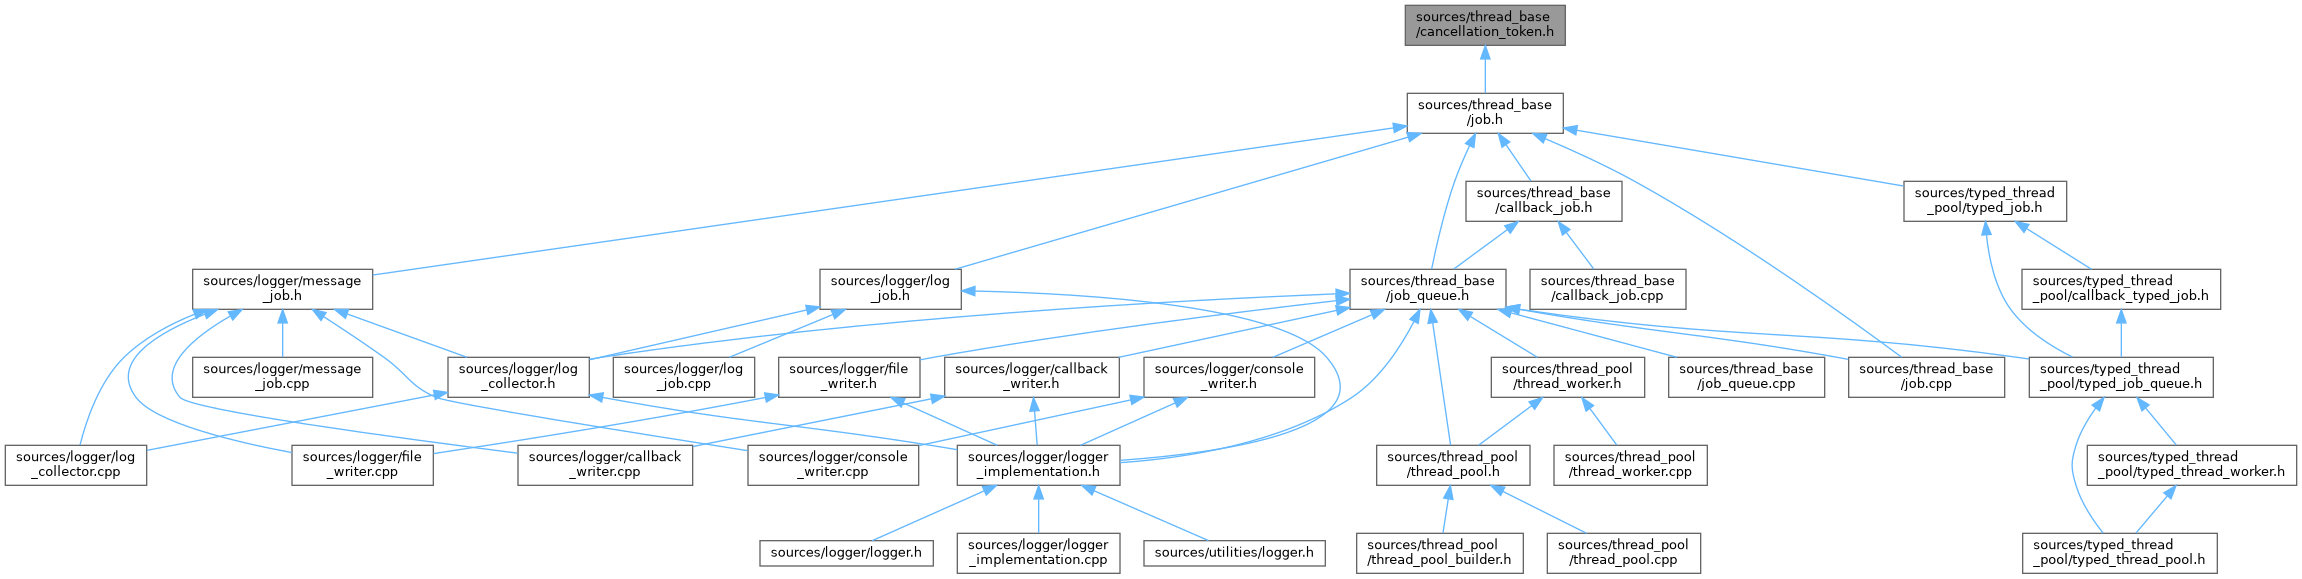 sources/thread_base
/cancellation_token.h
sources/thread_base
/job.h
sources/thread_base
/callback_job.h
sources/typed_thread
_pool/typed_job.h
sources/logger/message
_job.h
sources/logger/log
_job.h
sources/thread_base
/job_queue.h
sources/thread_base
/callback_job.cpp
sources/typed_thread
_pool/callback_typed_job.h
sources/logger/message
_job.cpp
sources/logger/log
_collector.h
sources/logger/log
_job.cpp
sources/logger/file
_writer.h
sources/logger/callback
_writer.h
sources/logger/console
_writer.h
sources/thread_pool
/thread_worker.h
sources/thread_base
/job_queue.cpp
sources/thread_base
/job.cpp
sources/typed_thread
_pool/typed_job_queue.h
sources/logger/log
_collector.cpp
sources/logger/file
_writer.cpp
sources/logger/callback
_writer.cpp
sources/logger/console
_writer.cpp
sources/logger/logger
_implementation.h
sources/thread_pool
/thread_pool.h
sources/thread_pool
/thread_worker.cpp
sources/typed_thread
_pool/typed_thread_worker.h
sources/logger/logger.h
sources/logger/logger
_implementation.cpp
sources/utilities/logger.h
sources/thread_pool
/thread_pool_builder.h
sources/thread_pool
/thread_pool.cpp
sources/typed_thread
_pool/typed_thread_pool.h